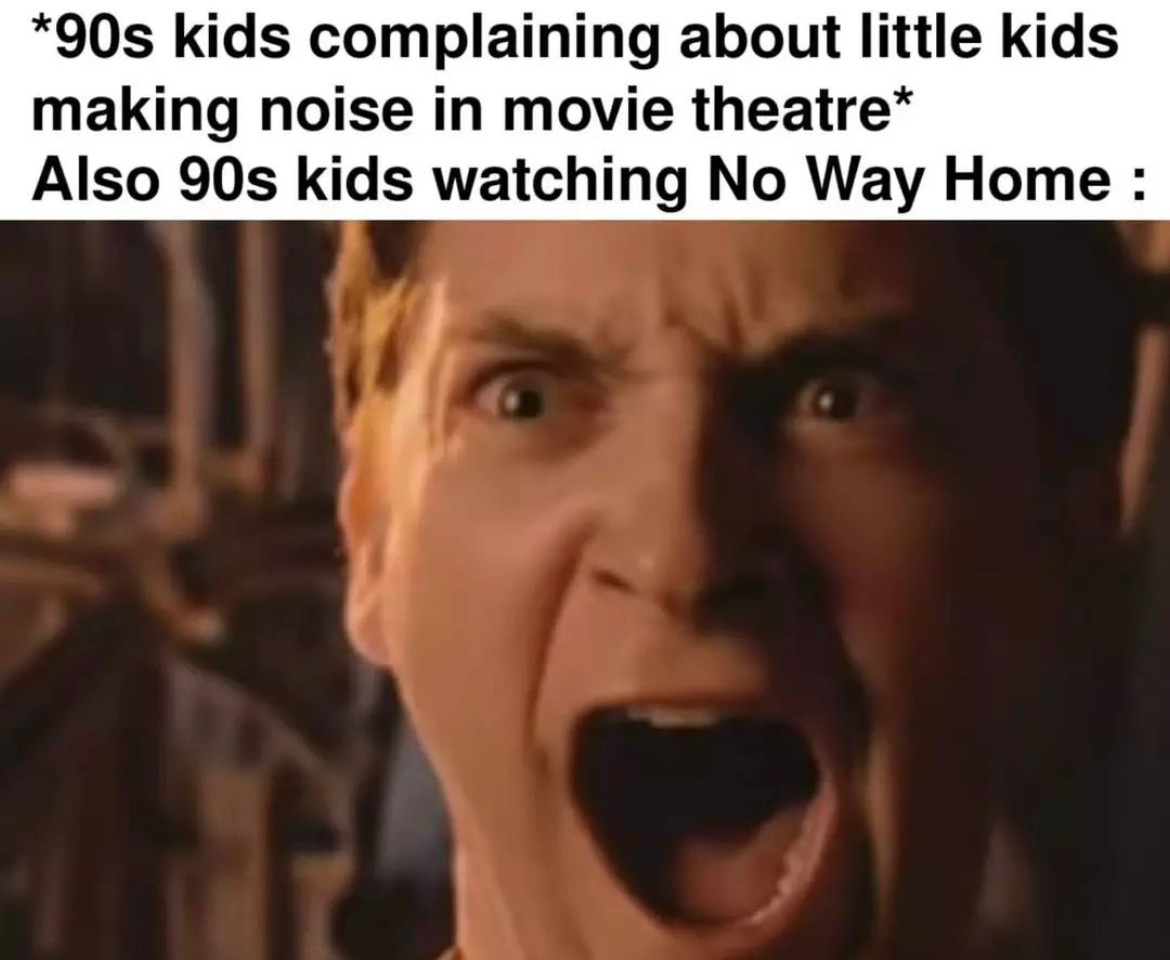 *90s kids complaining about little kids
making noise in movie theatre*
Also 90s kids watching No Way Home :